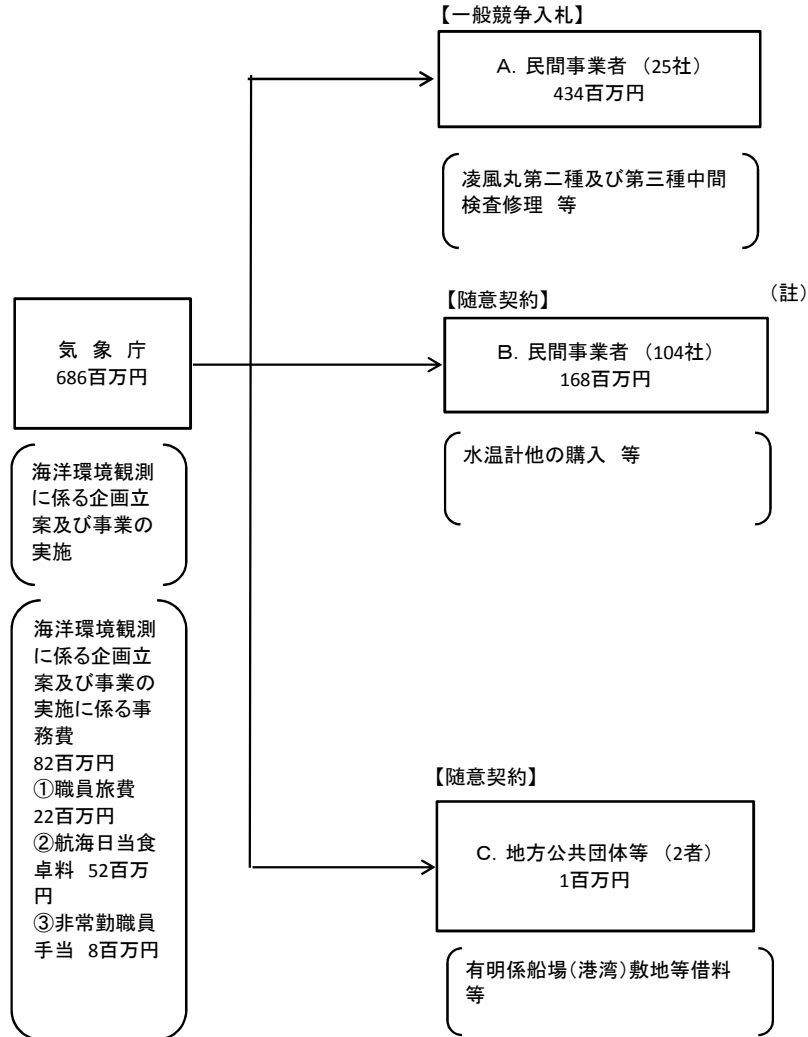 【一般競争入札】
A. 民間事業者 （25社）
434百万円
凌風丸第二種及び第三種中間
検査修理 等
気 象 庁
686百万円
海洋環境観測
に係る企画立
案及び事業の
実施
海洋環境観測
に係る企画立
案及び事業の
実施に係る事
務費
82百万円
①職員旅費
22百万円
②航海日当食
卓料 52百万
円
③非常勤職員
手当 8百万円
【随意契約】
（註）
B. 民間事業者 （104社）
168百万円
水温計他の購入 等
【随意契約】
C. 地方公共団体等 （2者）
1百万円
有明係船場（港湾）敷地等借料
等